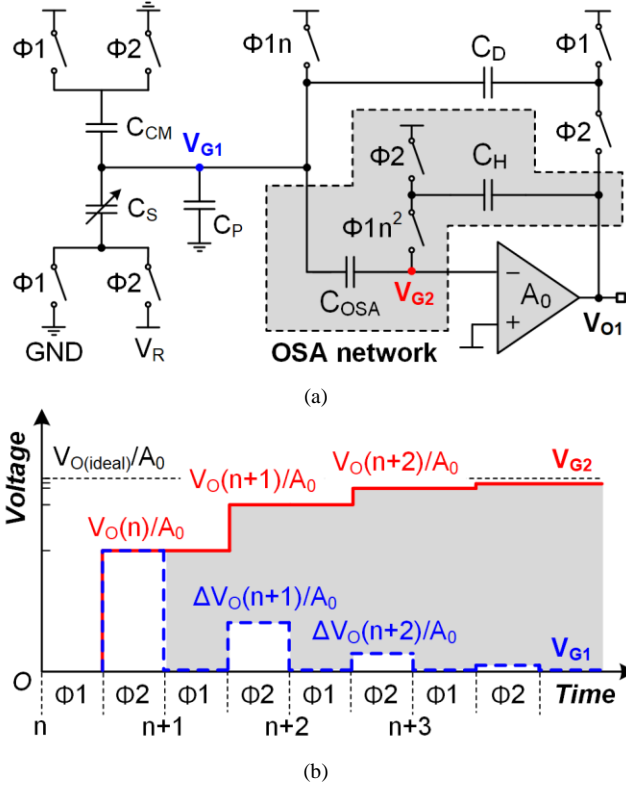 Φ1 Φ2 Φ1n C_D Φ1
C_CM V_G1 Φ2 C_H Φ2
C_S C_P Φ1n²
Φ1 Φ2 C_OSA V_G2 − A_0
+ V_O1
GND V_R OSA network
(a)
Voltage
V_O(ideal)/A_0 V_O(n+1)/A_0 V_O(n+2)/A_0 V_G2
V_O(n)/A_0
ΔV_O(n+1)/A_0
ΔV_O(n+2)/A_0
V_G1
O Φ1 Φ2 Φ1 Φ2 Φ1 Φ2 Φ1 Φ2 Time
n n+1 n+2 n+3
(b)